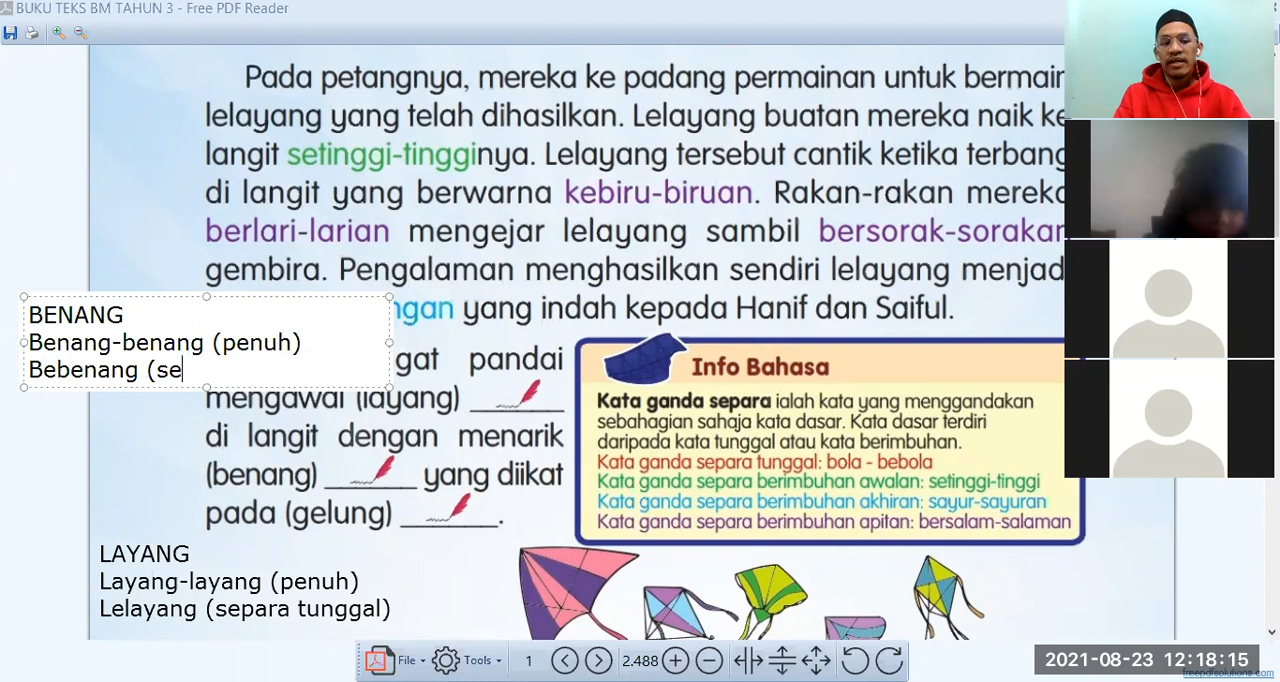 BUKU TEKS BM TAHUN 3 - Free PDF Reader
Pada petangnya, mereka ke padang permainan untuk bermain
lelayang yang telah dihasilkan. Lelayang buatan mereka naik ke
langit setinggi-tingginya. Lelayang tersebut cantik ketika terbang
di langit yang berwarna kebiru-biruan. Rakan-rakan mereka
berlari-larian mengejar lelayang sambil bersorak-sorakan
gembira. Pengalaman menghasilkan sendiri lelayang menjad
ngan yang indah kepada Hanif dan Saiful.
BENANG
Benang-benang (penuh)
Bebenang (se
gat pandai
mengawal (layang)
di langit dengan menarik
(benang) yang diikat
pada (gelung) .
Info Bahasa
Kata ganda separa ialah kata yang menggandakan
sebahagian sahaja kata dasar. Kata dasar terdiri
daripada kata tunggal atau kata berimbuhan.
Kata ganda separa tunggal: bola - bebola
Kata ganda separa berimbuhan awalan: setinggi-tinggi
Kata ganda separa berimbuhan akhiran: sayur-sayuran
Kata ganda separa berimbuhan apitan: bersalam-salaman
LAYANG
Layang-layang (penuh)
Lelayang (separa tunggal)
File Tools 1 2.488
2021-08-23 12:18:15
freepdfsolutions.com